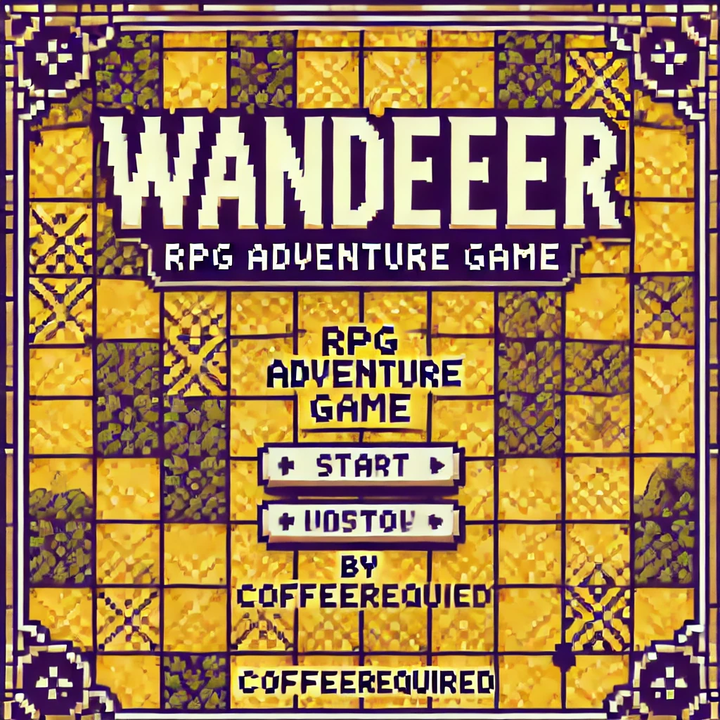 WANDEEER
RPG ADVENTURE GAME
RPG
ADVENTURE
GAME
START
BY
COFFEEREQUIED
COFFEEREQUIRED